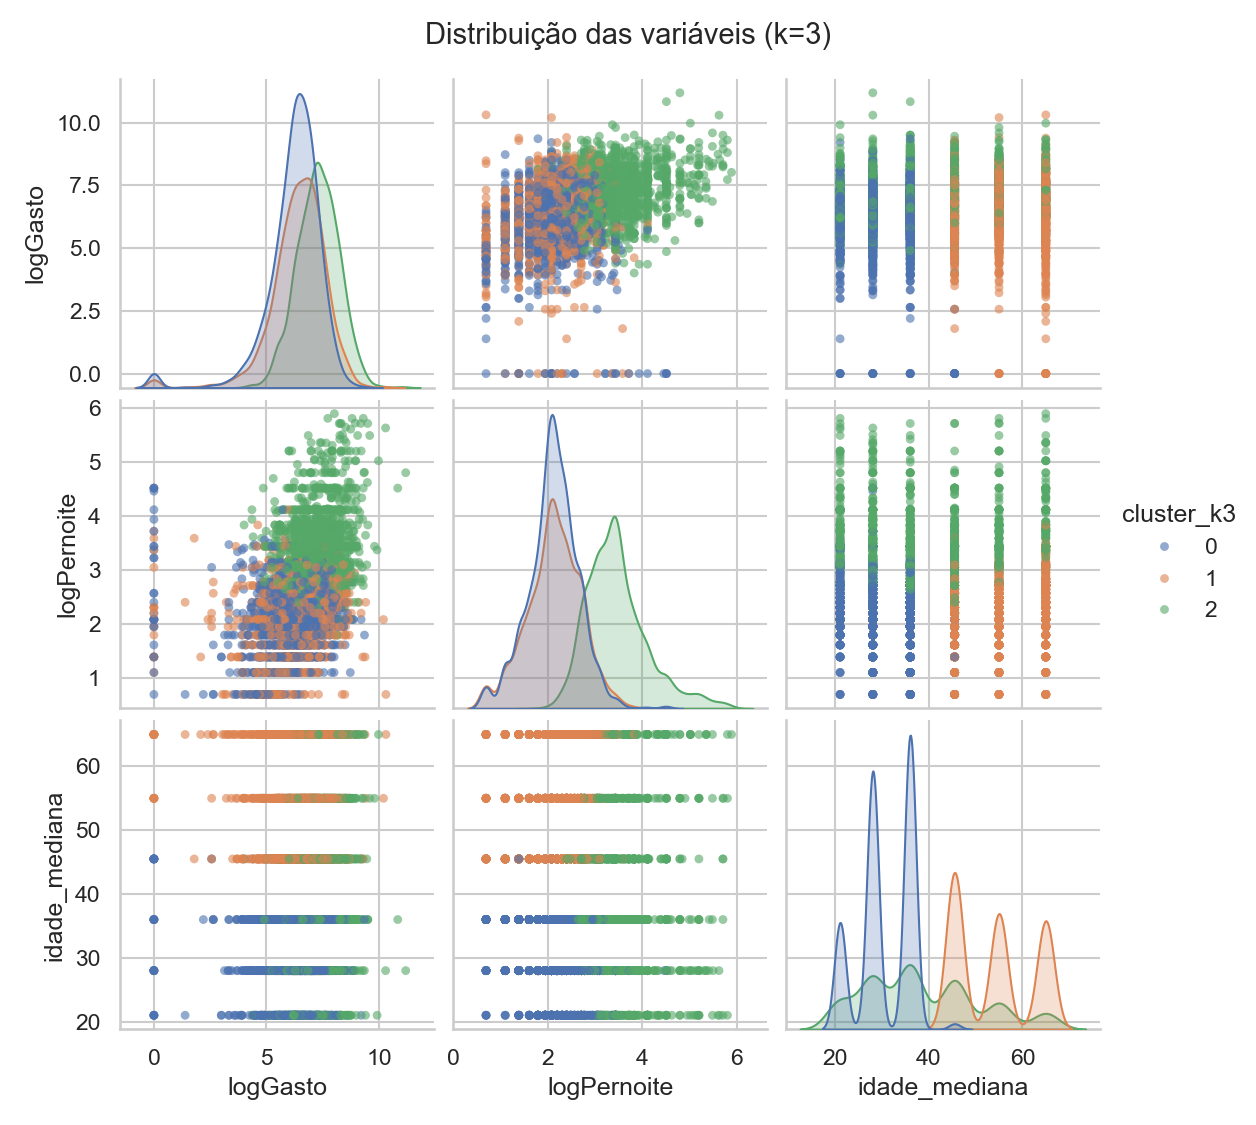 Distribuição das variáveis (k=3)
logGasto
10.0
7.5
5.0
2.5
0.0
logPernoite
6
5
4
3
2
1
cluster_k3
0
1
2
idade_mediana
60
50
40
30
20
0 5 10
0 2 4 6
20 40 60
logGasto logPernoite idade_mediana